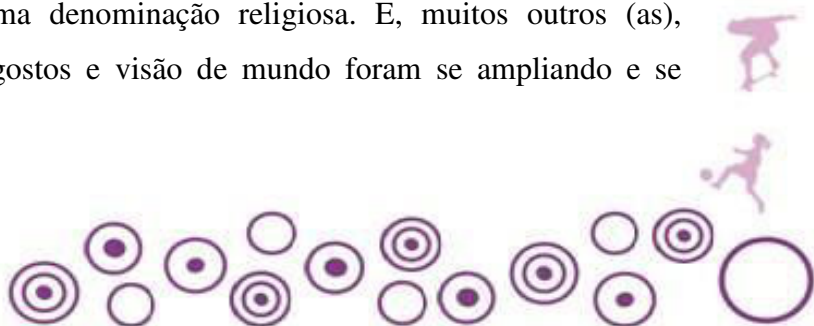 ma denominação religiosa. E, muitos outros (as),
gostos e visão de mundo foram se ampliando e se